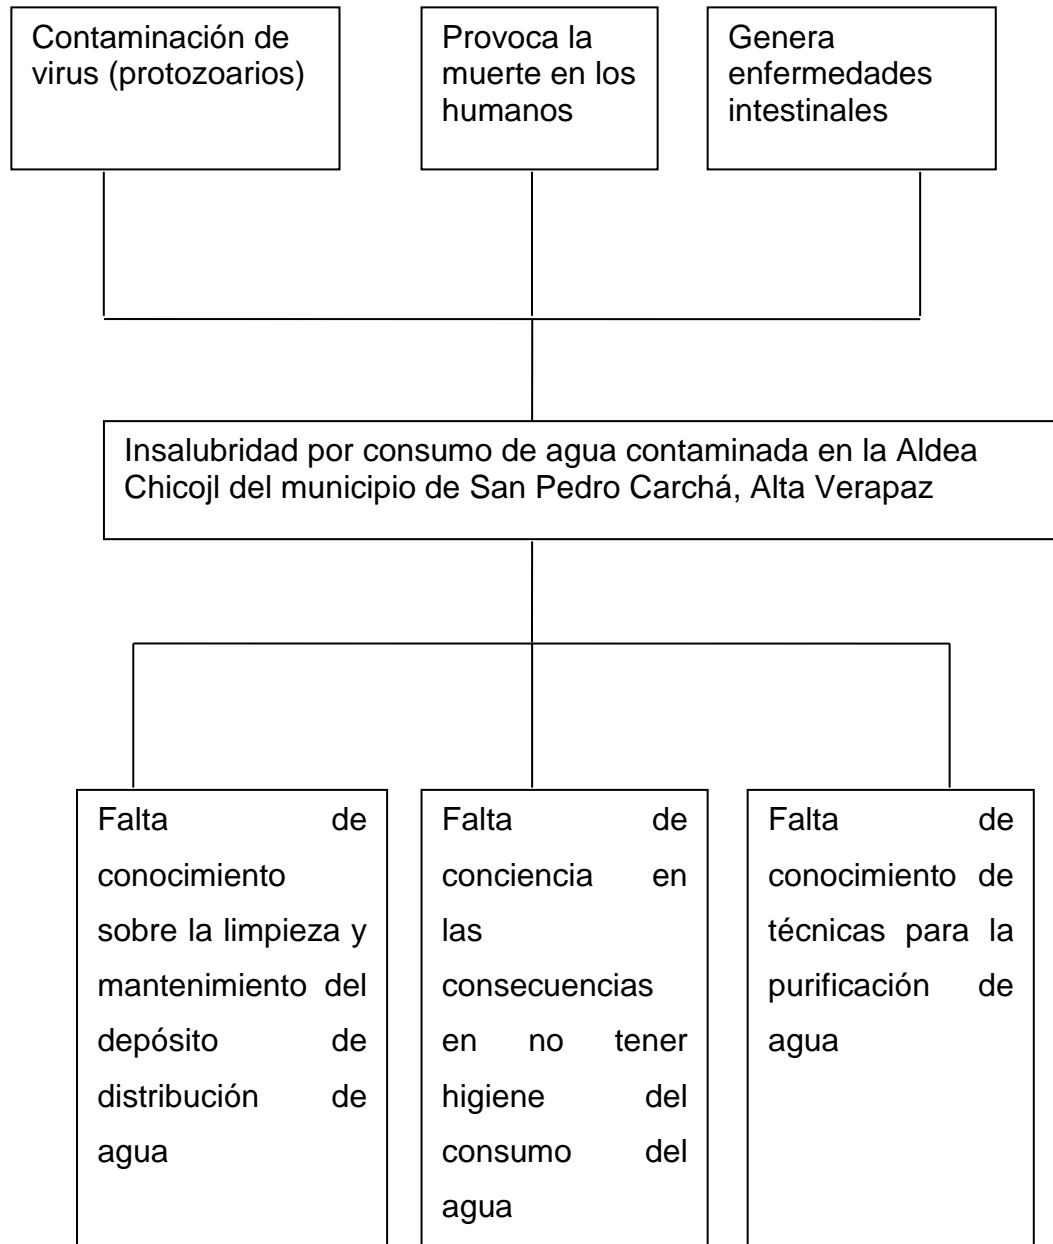 Contaminación de
virus (protozoarios)
Provoca la
muerte en los
humanos
Genera
enfermedades
intestinales
Insalubridad por consumo de agua contaminada en la Aldea
Chicojl del municipio de San Pedro Carchá, Alta Verapaz
Falta de
conocimiento
sobre la limpieza y
mantenimiento del
depósito de
distribución de
agua
Falta de
conciencia en
las
consecuencias
en no tener
higiene del
consumo del
agua
Falta de
conocimiento de
técnicas para la
purificación de
agua